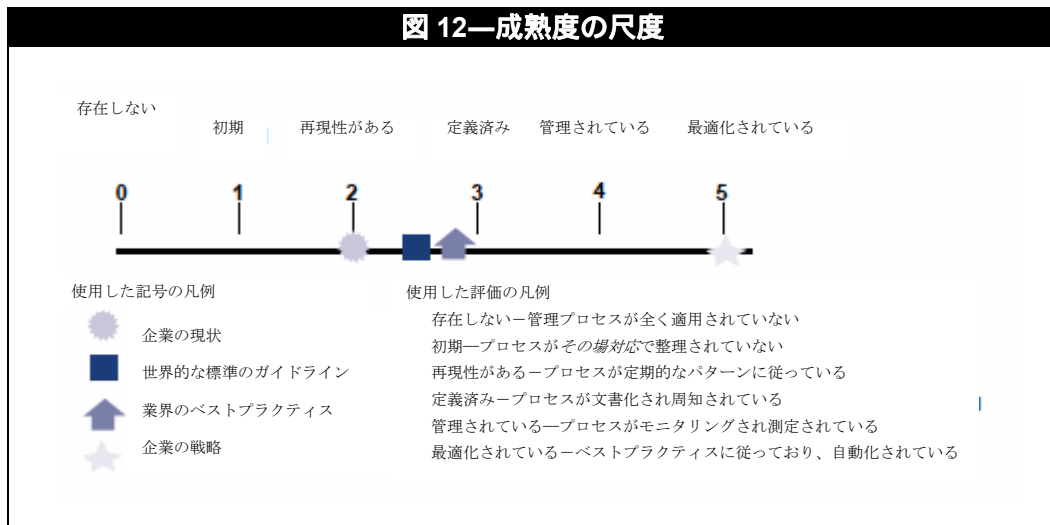 図 12―成熟度の尺度
存在しない
初期 再現性がある 定義済み 管理されている 最適化されている
0 1 2 3 4 5
使用した記号の凡例
企業の現状
世界的な標準のガイドライン
業界のベストプラクティス
企業の戦略
使用した評価の凡例
存在しない－管理プロセスが全く適用されていない
初期―プロセスがその場対応で整理されていない
再現性がある－プロセスが定期的なパターンに従っている
定義済み－プロセスが文書化され周知されている
管理されている―プロセスがモニタリングされ測定されている
最適化されている－ベストプラクティスに従っており、自動化されている